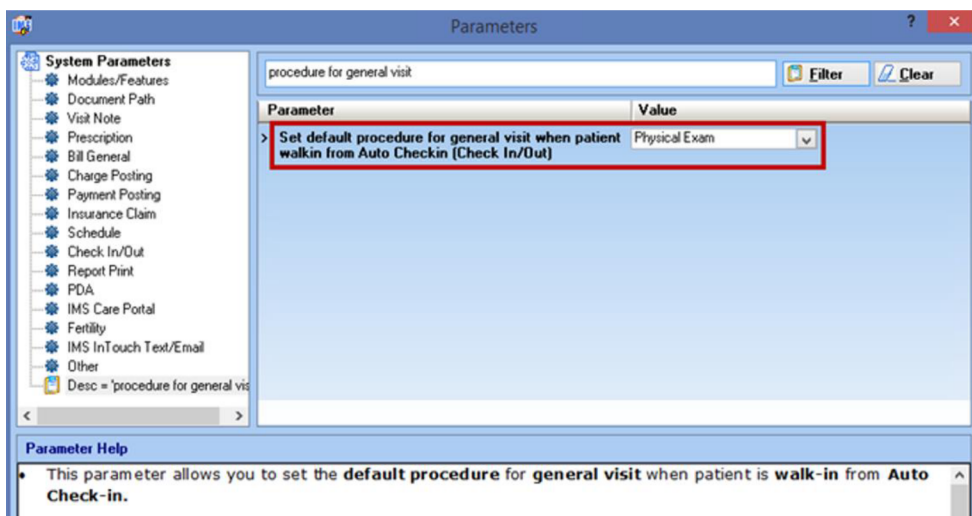 IMS
Parameters
?
×
System Parameters
Modules/Features
Document Path
Visit Note
Prescription
Bill General
Charge Posting
Payment Posting
Insurance Claim
Schedule
Check In/Out
Report Print
PDA
IMS Care Portal
Fertility
IMS InTouch Text/Email
Other
Desc = 'procedure for general vis
procedure for general visit
Filter
Clear
Parameter Value
Set default procedure for general visit when patient Physical Exam
walkin from Auto Checkin (Check In/Out)
Parameter Help
• This parameter allows you to set the default procedure for general visit when patient is walk-in from Auto
Check-in.